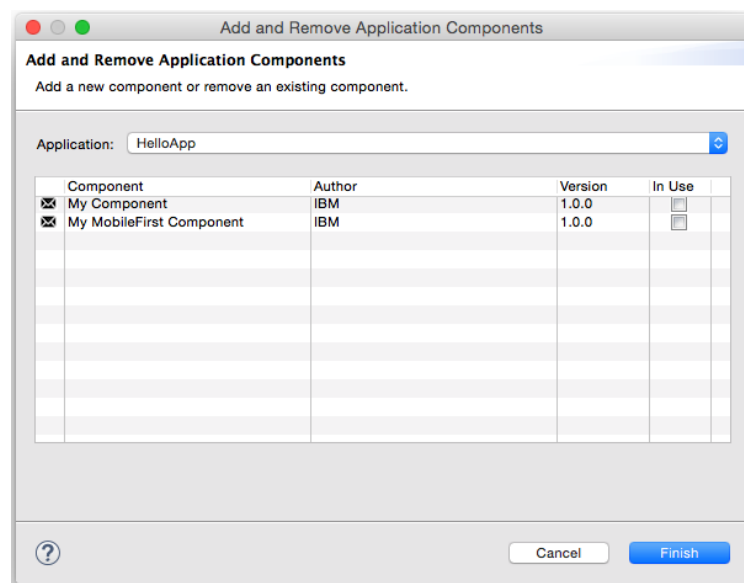 Add and Remove Application Components
Add and Remove Application Components
Add a new component or remove an existing component.
Application: HelloApp
Component Author Version In Use
My Component IBM 1.0.0
My MobileFirst Component IBM 1.0.0
? Cancel Finish